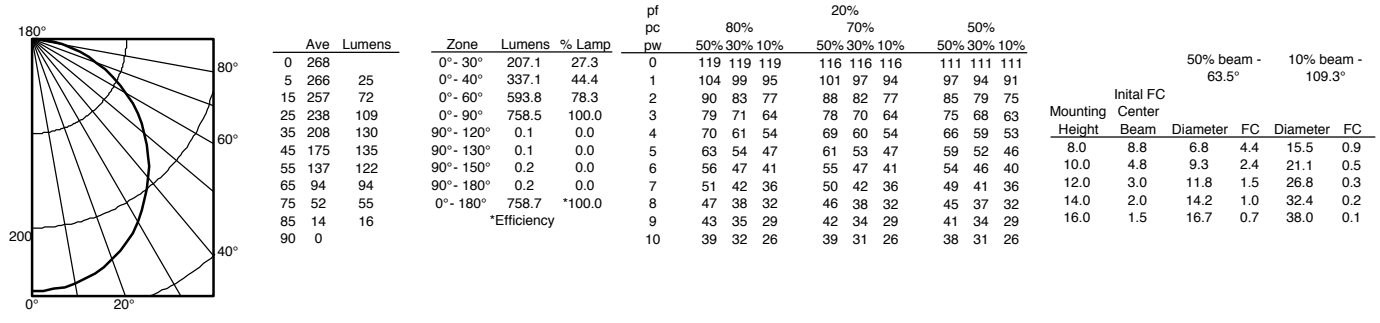 180°
80°
60°
40°
200
0° 20°
Ave Lumens
0 268
5 266 25
15 257 72
25 238 109
35 208 130
45 175 135
55 137 122
65 94 94
75 52 55
85 14 16
90 0
Zone Lumens % Lamp
0°- 30° 207.1 27.3
0°- 40° 337.1 44.4
0°- 60° 593.8 78.3
0°- 90° 758.5 100.0
90°- 120° 0.1 0.0
90°- 130° 0.1 0.0
90°- 150° 0.2 0.0
90°- 180° 0.2 0.0
0°- 180° 758.7 *100.0
*Efficiency
pf 20%
pc 80% 70% 50%
pw 50% 30% 10% 50% 30% 10% 50% 30% 10%
0 119 119 119 116 116 116 111 111 111
1 104 99 95 101 97 94 97 94 91
2 90 83 77 88 82 77 85 79 75
3 79 71 64 78 70 64 75 68 63
4 70 61 54 69 60 54 66 59 53
5 63 54 47 61 53 47 59 52 46
6 56 47 41 55 47 41 54 46 40
7 51 42 36 50 42 36 49 41 36
8 47 38 32 46 38 32 45 37 32
9 43 35 29 42 34 29 41 34 29
10 39 32 26 39 31 26 38 31 26
50% beam - 10% beam -
63.5° 109.3°
Inital FC
Mounting Center
Height Beam Diameter FC Diameter FC
8.0 8.8 6.8 4.4 15.5 0.9
10.0 4.8 9.3 2.4 21.1 0.5
12.0 3.0 11.8 1.5 26.8 0.3
14.0 2.0 14.2 1.0 32.4 0.2
16.0 1.5 16.7 0.7 38.0 0.1